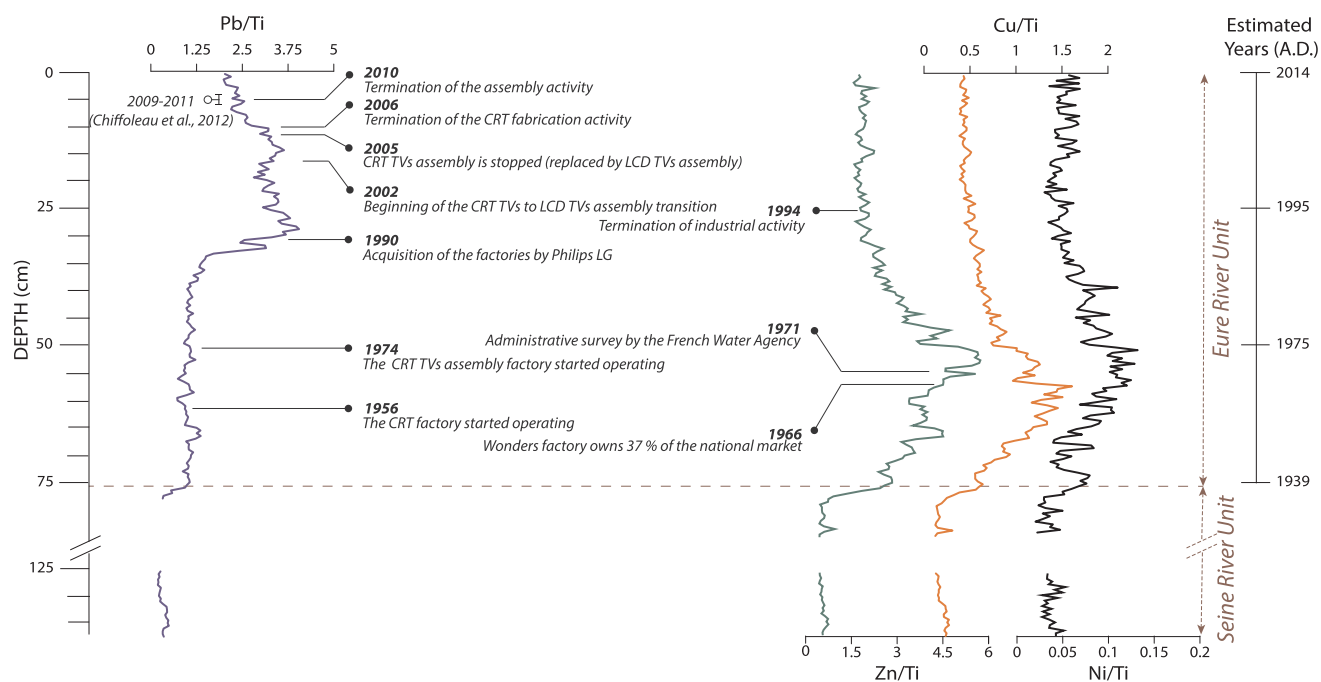 Pb/Ti
0 1.25 2.5 3.75 5
Cu/Ti
0 0.5 1 1.5 2
Estimated
Years (A.D.)
DEPTH (cm)
0
25
50
75
125
2009-2011
(Chiffoleau et al., 2012)
2010
Termination of the assembly activity
2006
Termination of the CRT fabrication activity
2005
CRT TVs assembly is stopped (replaced by LCD TVs assembly)
2002
Beginning of the CRT TVs to LCD TVs assembly transition
1990
Acquisition of the factories by Philips LG
1974
The CRT TVs assembly factory started operating
1956
The CRT factory started operating
1994
Termination of industrial activity
1971
Administrative survey by the French Water Agency
1966
Wonders factory owns 37 % of the national market
2014
1995
1975
1939
Eure River Unit
Seine River Unit
0 1.5 3 4.5 6
Zn/Ti
0 0.05 0.1 0.15 0.2
Ni/Ti